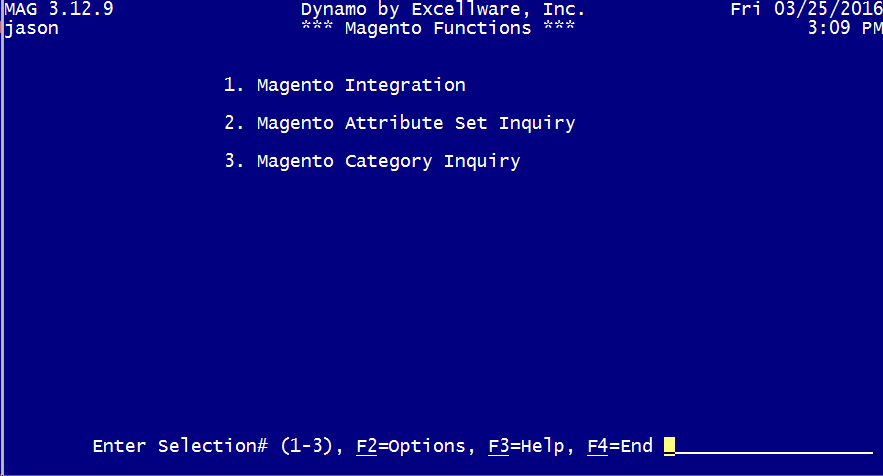 MAG 3.12.9 Dynamo by Excellware, Inc. Fri 03/25/2016
jason *** Magento Functions *** 3:09 PM
1. Magento Integration
2. Magento Attribute Set Inquiry
3. Magento Category Inquiry
Enter Selection# (1-3), F2=Options, F3=Help, F4=End